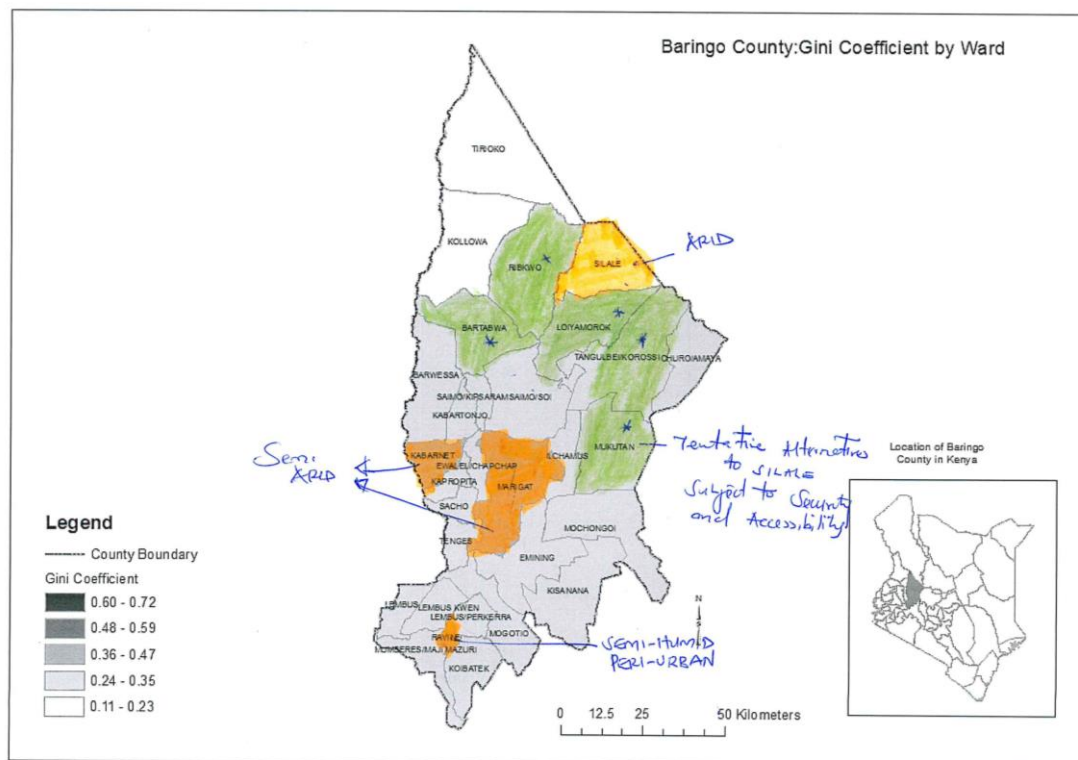 Baringo County:Gini Coefficient by Ward
TIRIOKO
KOLLOWA
RIBKWO
SILALE
ARID
BARTABWA
LOIYAMOROK
TANGULBEI/KOROSSI
CHURO/AMAYA
BARWESSA
SAIMO/KIPSARAM
SAIMO/SOI
KABARTONJO
KABARNET
EWALEL/CHAPCHAP
ILCHAMUS
MUKUTAN
Tentative Alternatives
to SILALE
Subject to Security
and Accessibility
Semi
ARID
KAPROPITA
MARIGAT
SACHO
MOCHONGOI
TENGES
EMINING
KISANANA
LEMBUS
LEMBUS KWEN
LEMBUS/PERKERRA
MOGOTIO
RAVINE
MUMBERES/MAJI MAZURI
KOIBATEK
SEMI-HUMID
PERI-URBAN
Legend
County Boundary
Gini Coefficient
0.60 - 0.72
0.48 - 0.59
0.36 - 0.47
0.24 - 0.35
0.11 - 0.23
N
0 12.5 25 50 Kilometers
Location of Baringo
County in Kenya